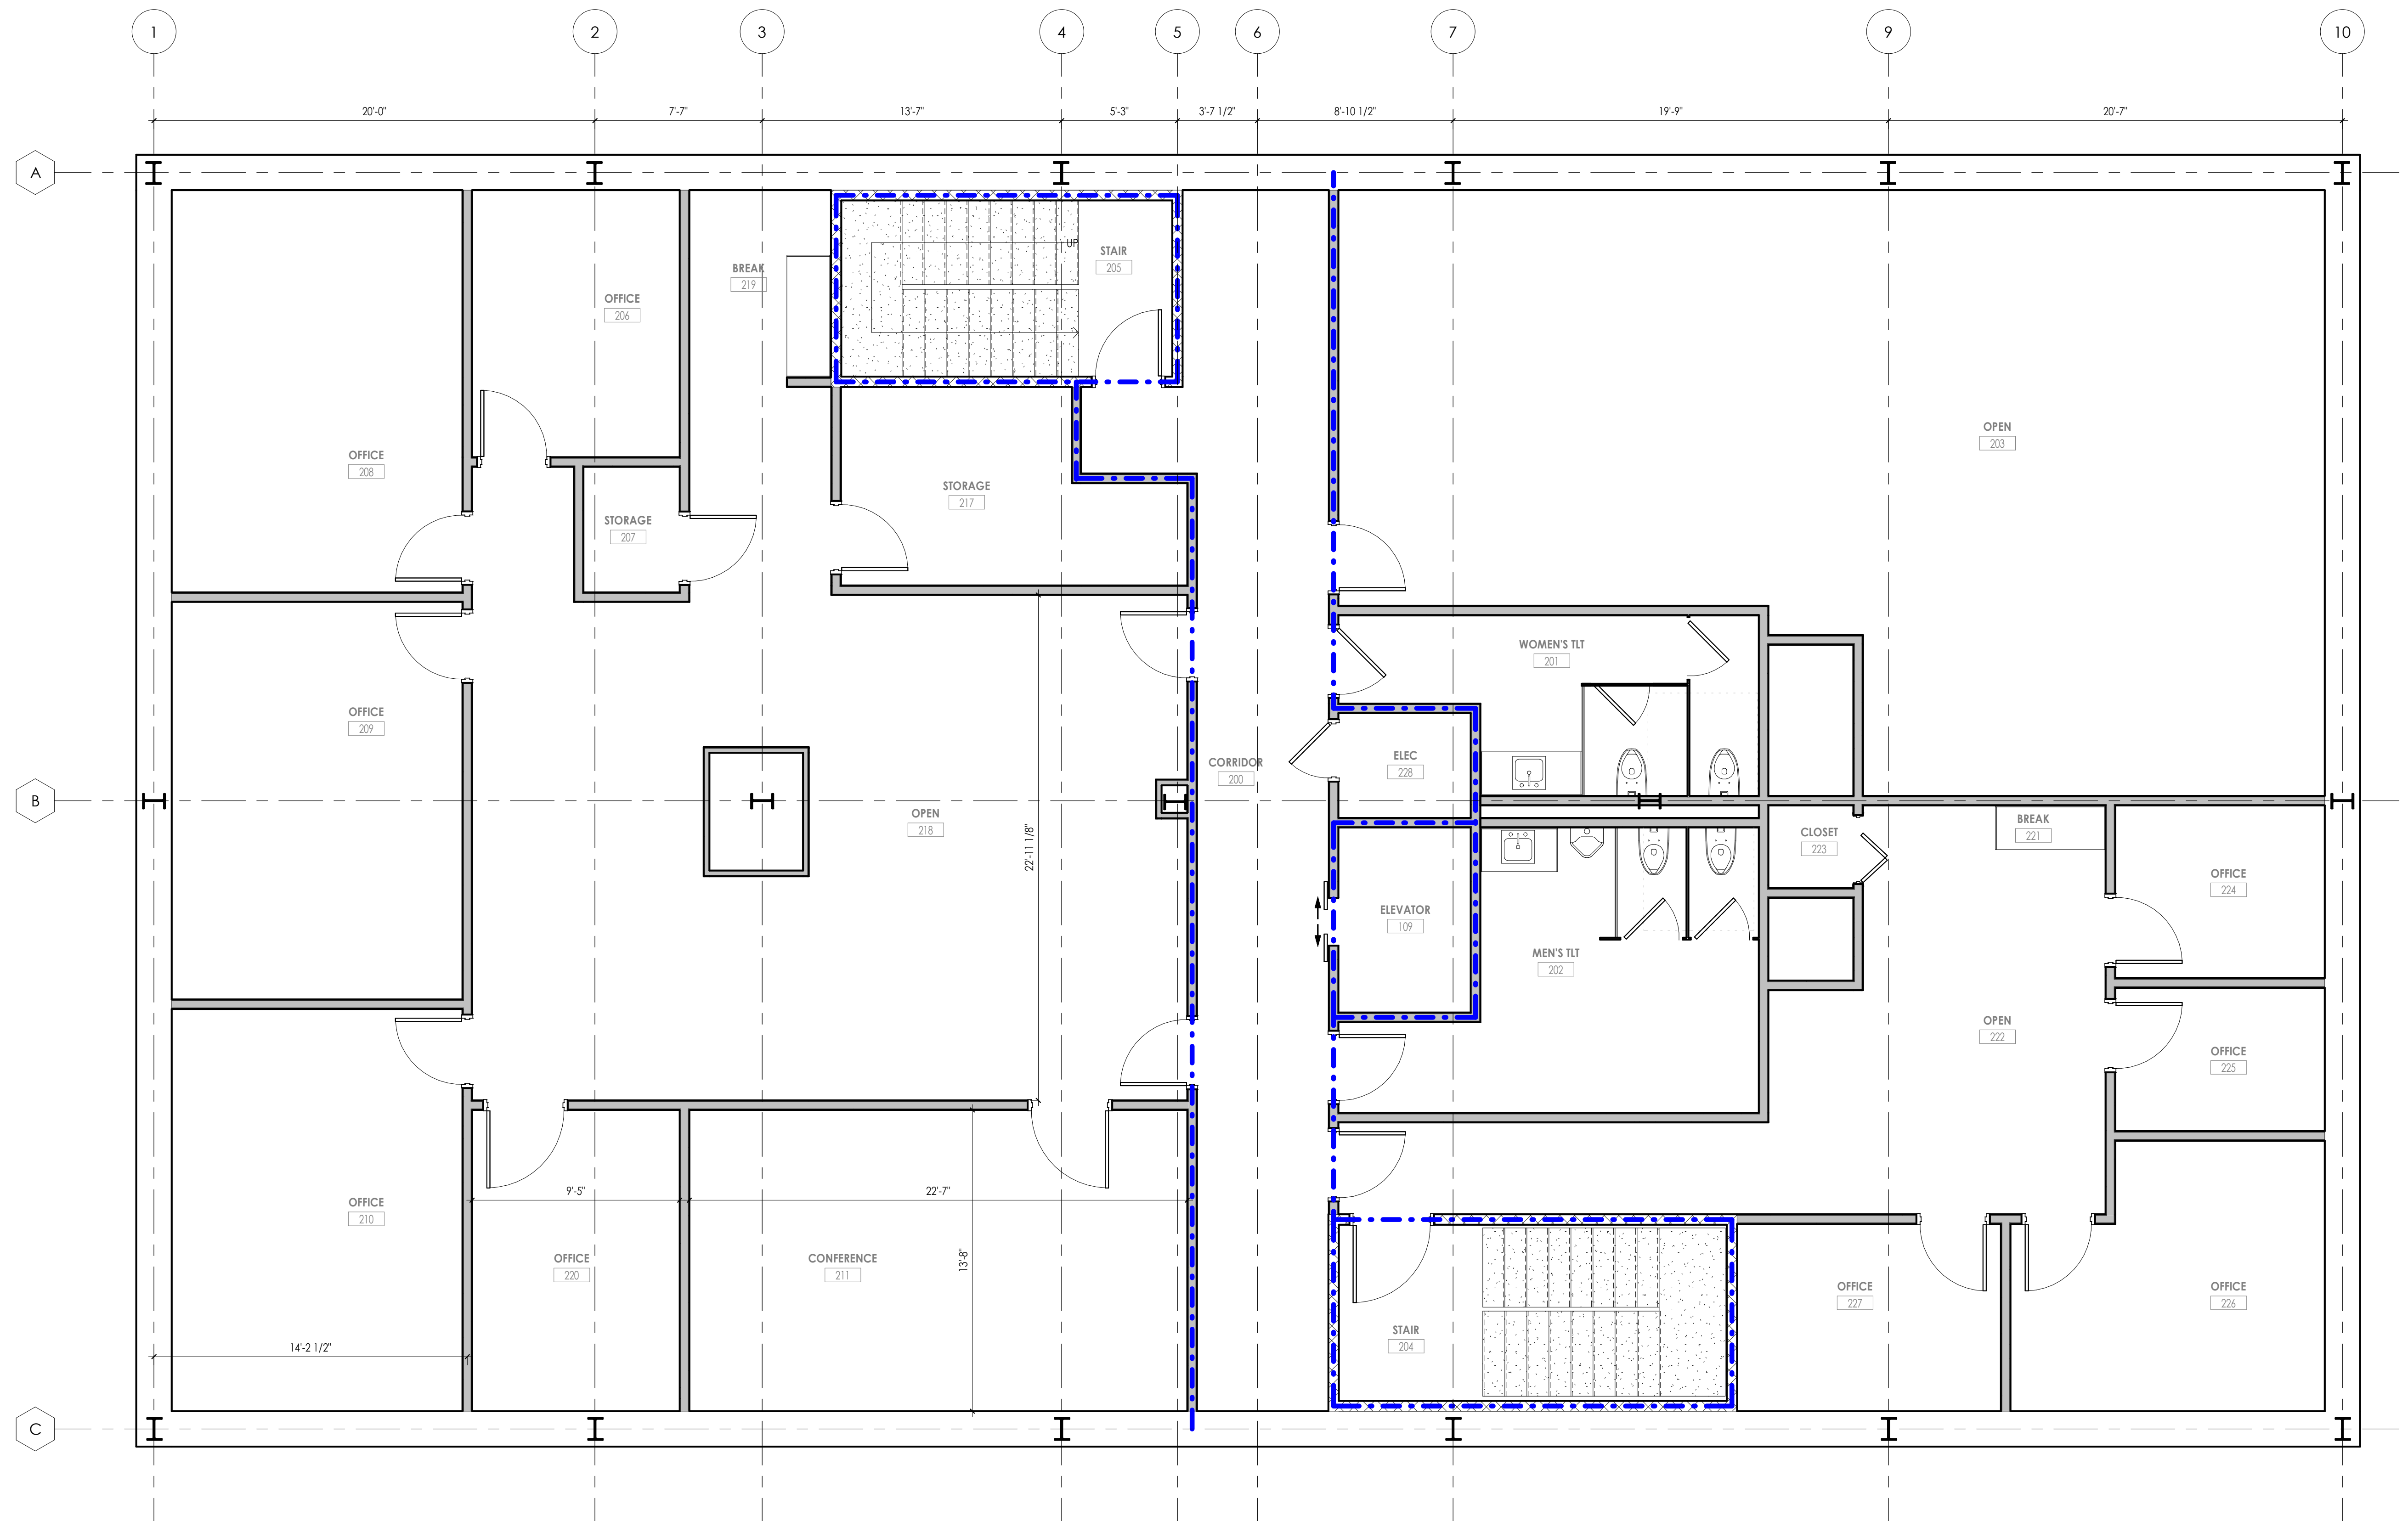 1
2
3
4
5
6
7
9
10
20'-0"
7'-7"
13'-7"
5'-3"
3'-7 1/2"
8'-10 1/2"
19'-9"
20'-7"
A
UP
STAIR
205
BREAK
219
OFFICE
206
OPEN
203
OFFICE
208
STORAGE
217
STORAGE
207
WOMEN'S TLT
201
OFFICE
209
ELEC
228
CORRIDOR
200
B
OPEN
218
22'-11 1/8"
BREAK
221
CLOSET
223
OFFICE
224
ELEVATOR
109
MEN'S TLT
202
OPEN
222
OFFICE
225
OFFICE
210
9'-5"
22'-7"
13'-8"
OFFICE
220
CONFERENCE
211
OFFICE
227
OFFICE
226
STAIR
204
14'-2 1/2"
C